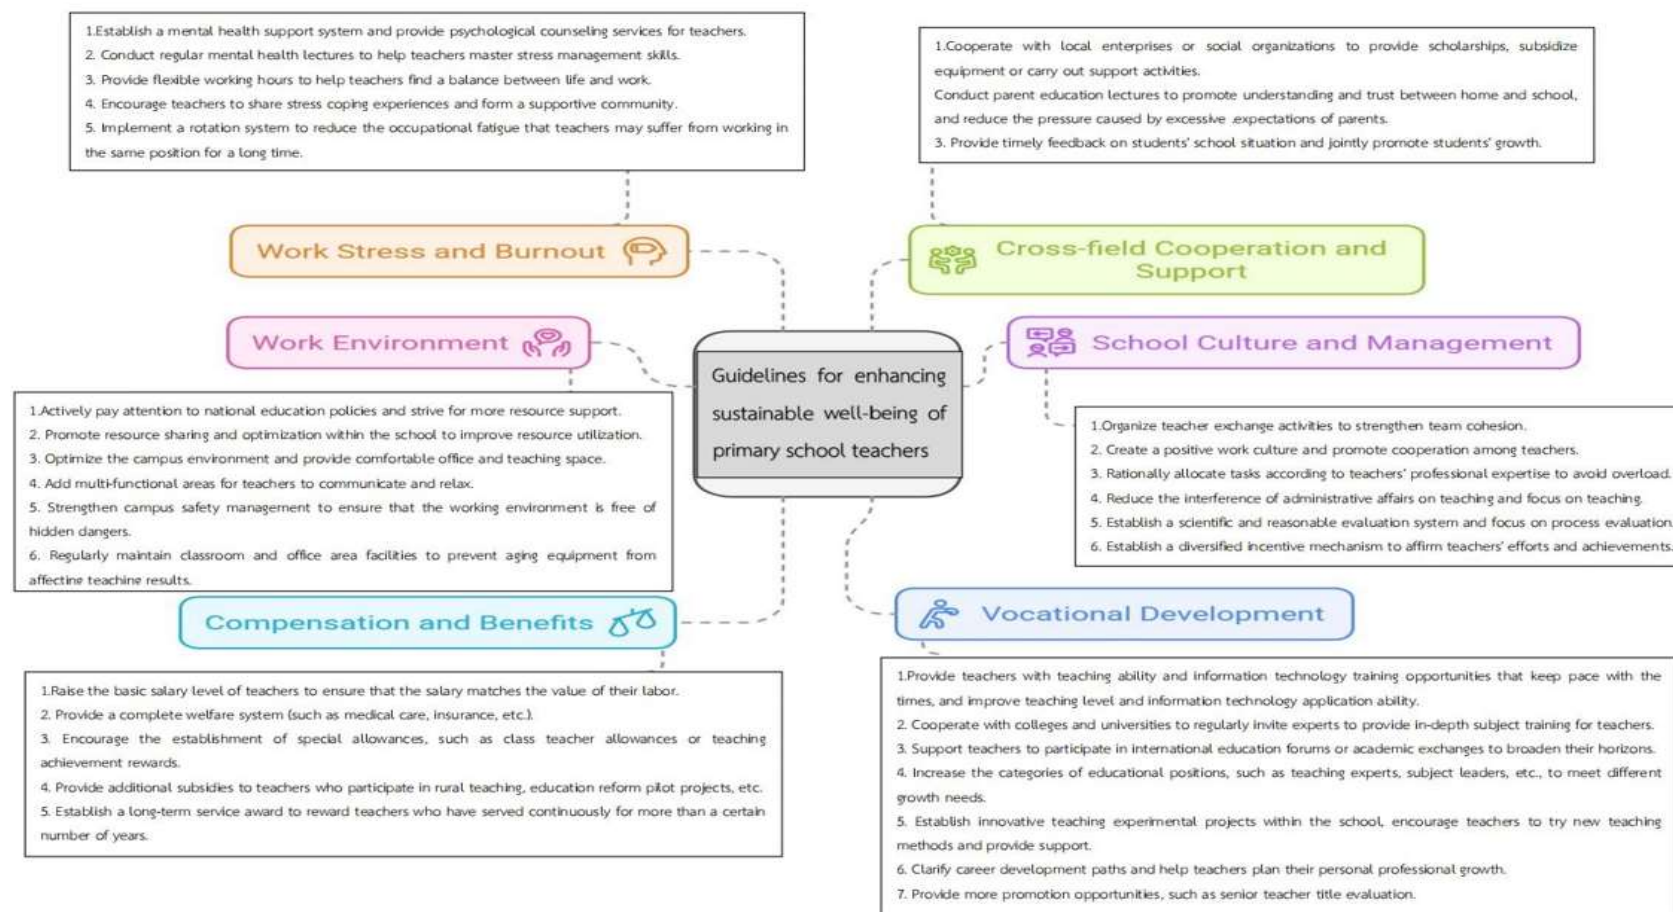 1.Establish a mental health support system and provide psychological counseling services for teachers.
2. Conduct regular mental health lectures to help teachers master stress management skills.
3. Provide flexible working hours to help teachers find a balance between life and work.
4. Encourage teachers to share stress coping experiences and form a supportive community.
5. Implement a rotation system to reduce the occupational fatigue that teachers may suffer from working in
the same position for a long time.
Work Stress and Burnout
1.Cooperate with local enterprises or social organizations to provide scholarships, subsidize
equipment or carry out support activities.
Conduct parent education lectures to promote understanding and trust between home and school,
and reduce the pressure caused by excessive .expectations of parents.
3. Provide timely feedback on students' school situation and jointly promote students' growth.
Cross-field Cooperation and
Support
Work Environment
1.Actively pay attention to national education policies and strive for more resource support.
2. Promote resource sharing and optimization within the school to improve resource utilization.
3. Optimize the campus environment and provide comfortable office and teaching space.
4. Add multi-functional areas for teachers to communicate and relax.
5. Strengthen campus safety management to ensure that the working environment is free of
hidden dangers.
6. Regularly maintain classroom and office area facilities to prevent aging equipment from
affecting teaching results.
Guidelines for enhancing
sustainable well-being of
primary school teachers
School Culture and Management
1.Organize teacher exchange activities to strengthen team cohesion.
2. Create a positive work culture and promote cooperation among teachers.
3. Rationally allocate tasks according to teachers' professional expertise to avoid overload.
4. Reduce the interference of administrative affairs on teaching and focus on teaching.
5. Establish a scientific and reasonable evaluation system and focus on process evaluation.
6. Establish a diversified incentive mechanism to affirm teachers' efforts and achievements.
Compensation and Benefits
1.Raise the basic salary level of teachers to ensure that the salary matches the value of their labor.
2. Provide a complete welfare system (such as medical care, insurance, etc.).
3. Encourage the establishment of special allowances, such as class teacher allowances or teaching
achievement rewards.
4. Provide additional subsidies to teachers who participate in rural teaching, education reform pilot projects, etc.
5. Establish a long-term service award to reward teachers who have served continuously for more than a certain
number of years.
Vocational Development
1.Provide teachers with teaching ability and information technology training opportunities that keep pace with the
times, and improve teaching level and information technology application ability.
2. Cooperate with colleges and universities to regularly invite experts to provide in-depth subject training for teachers.
3. Support teachers to participate in international education forums or academic exchanges to broaden their horizons.
4. Increase the categories of educational positions, such as teaching experts, subject leaders, etc., to meet different
growth needs.
5. Establish innovative teaching experimental projects within the school, encourage teachers to try new teaching
methods and provide support.
6. Clarify career development paths and help teachers plan their personal professional growth.
7. Provide more promotion opportunities, such as senior teacher title evaluation.